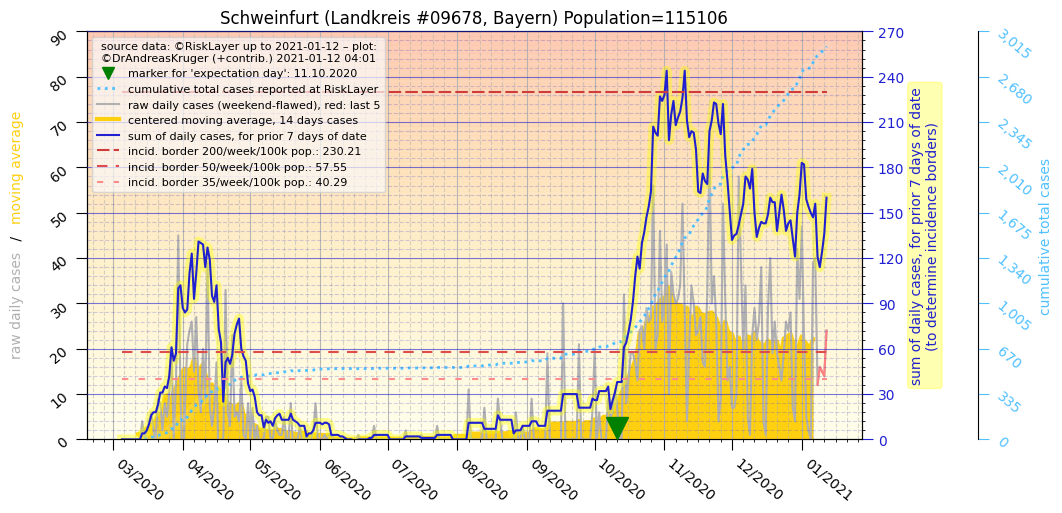 Schweinfurt (Landkreis #09678, Bayern) Population=115106
source data: ©RiskLayer up to 2021-01-12 – plot:
©DrAndreasKruger (+contrib.) 2021-01-12 04:01
marker for 'expectation day': 11.10.2020
cumulative total cases reported at RiskLayer
raw daily cases (weekend-flawed), red: last 5
centered moving average, 14 days cases
sum of daily cases, for prior 7 days of date
incid. border 200/week/100k pop.: 230.21
incid. border 50/week/100k pop.: 57.55
incid. border 35/week/100k pop.: 40.29
raw daily cases / moving average
90
80
70
60
50
40
30
20
10
0
03/2020
04/2020
05/2020
06/2020
07/2020
08/2020
09/2020
10/2020
11/2020
12/2020
01/2021
270
240
210
180
150
120
90
60
30
0
sum of daily cases, for prior 7 days of date
(to determine incidence borders)
3,015
2,680
2,345
2,010
1,675
1,340
1,005
670
335
0
cumulative total cases